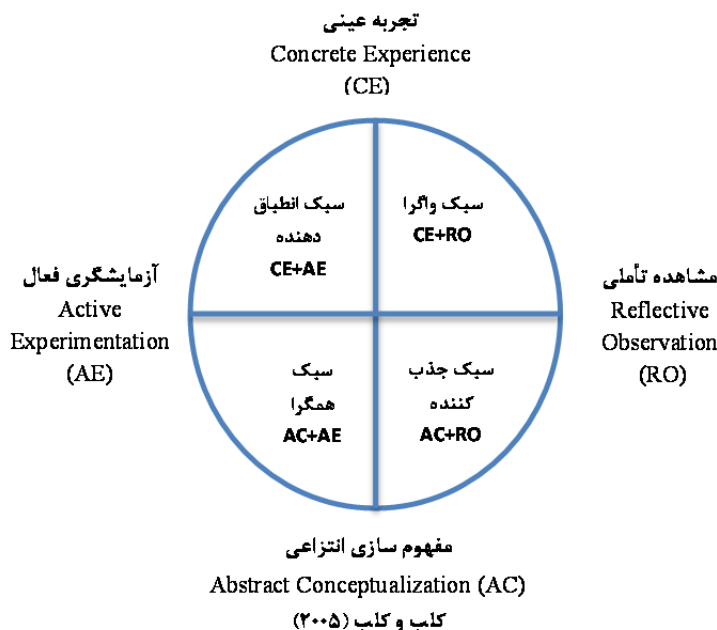 تجربه عینی
Concrete Experience
(CE)
سبک انطباق
دهنده
CE+AE
سبک واگرا
CE+RO
آزمایشگری فعال
Active
Experimentation
(AE)
مشاهده تأملی
Reflective
Observation
(RO)
سبک
همگرا
AC+AE
سبک جذب
کننده
AC+RO
مفهوم سازی انتزاعی
Abstract Conceptualization (AC)
کلب و کلب (۲۰۰۵)